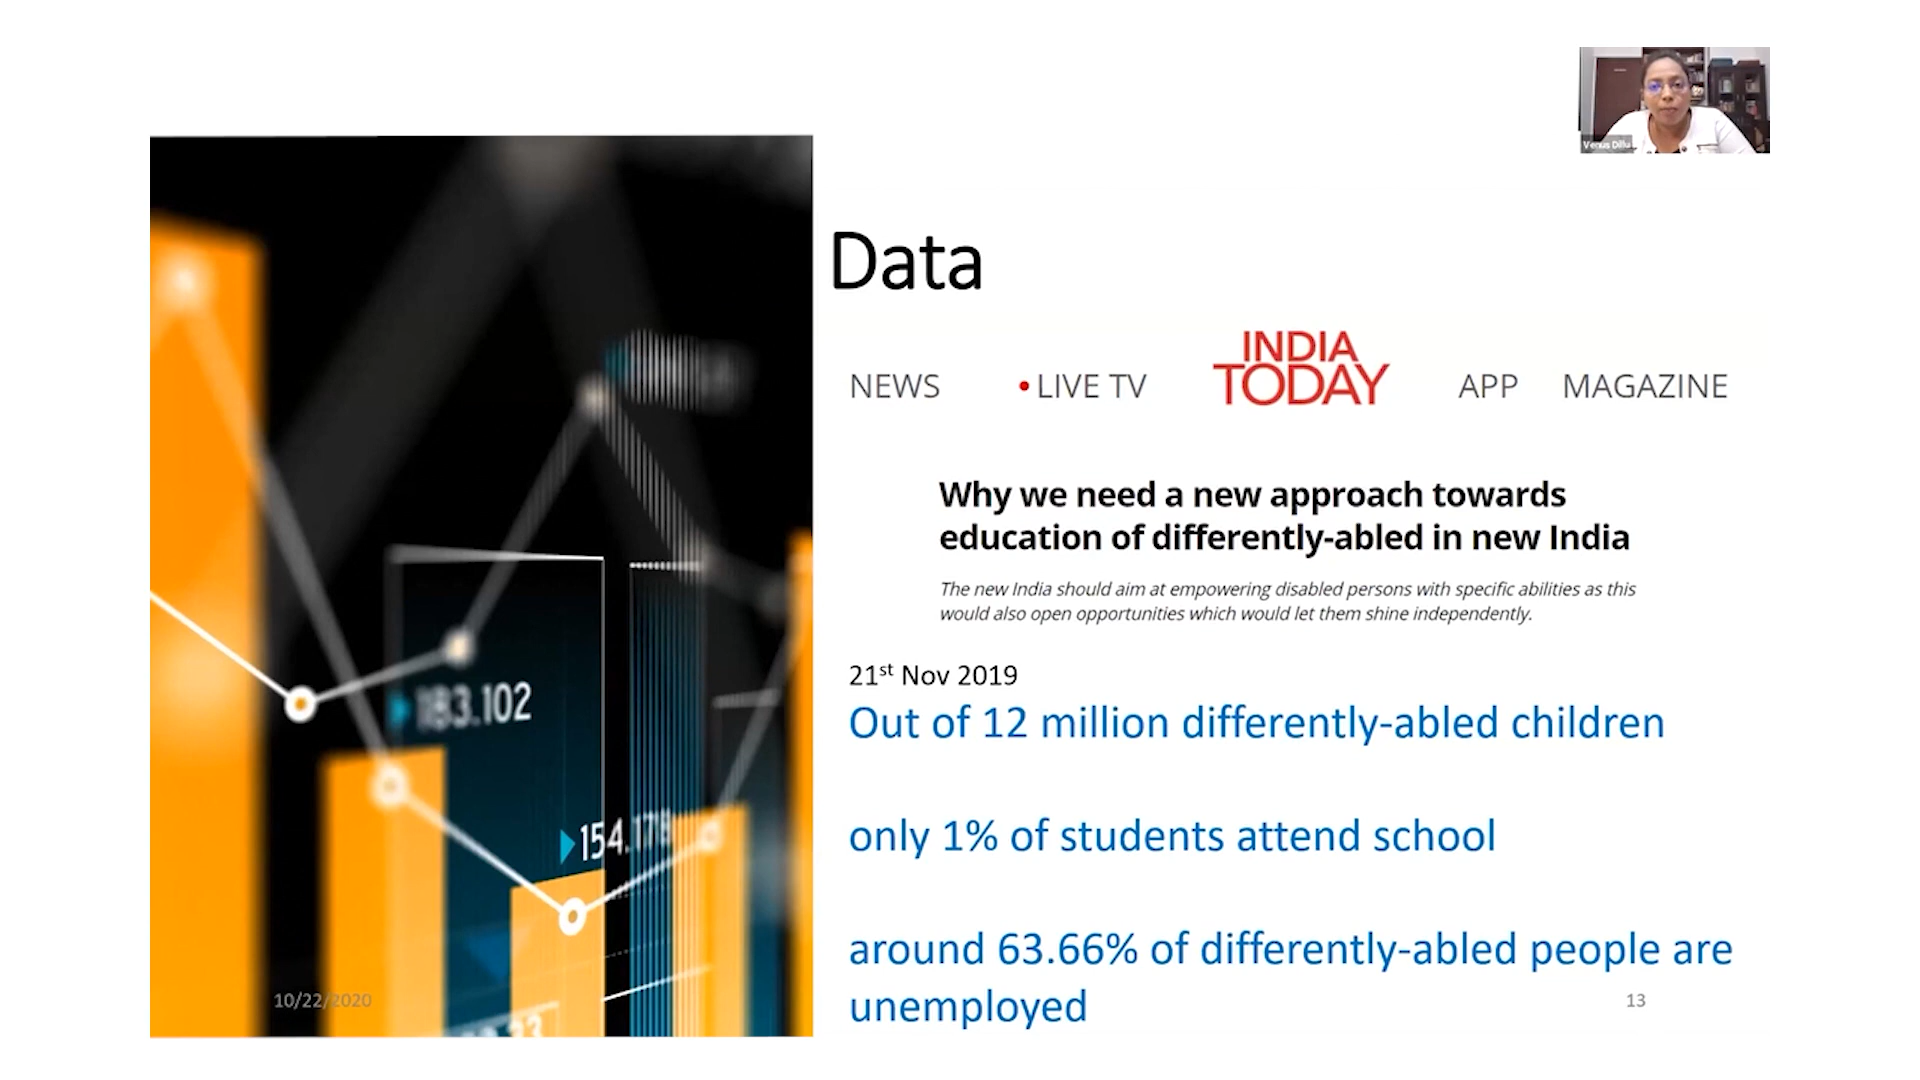 Venus Dillu
Data
NEWS
LIVE TV
INDIA
TODAY
APP
MAGAZINE
Why we need a new approach towards
education of differently-abled in new India
The new India should aim at empowering disabled persons with specific abilities as this
would also open opportunities which would let them shine independently.
21st Nov 2019
Out of 12 million differently-abled children
only 1% of students attend school
around 63.66% of differently-abled people are
unemployed
183.102
154.178
10/22/2020
13